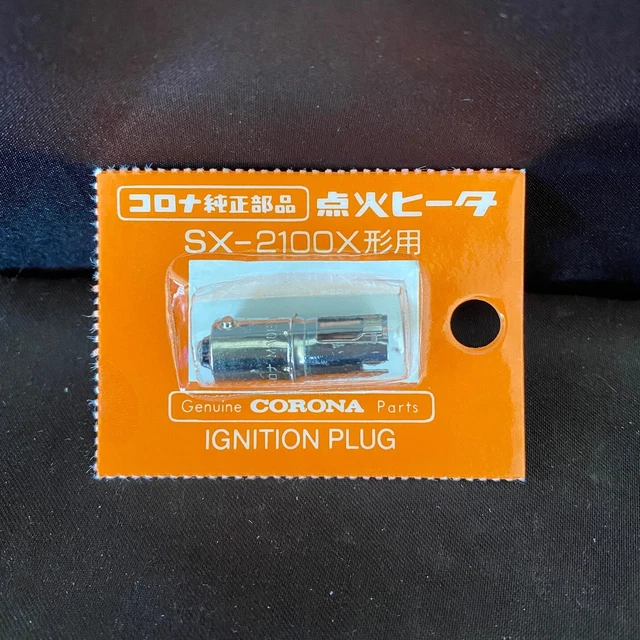 コロナ純正部品 点火ヒータ
SX-2100X形用
Genuine CORONA Parts
IGNITION PLUG